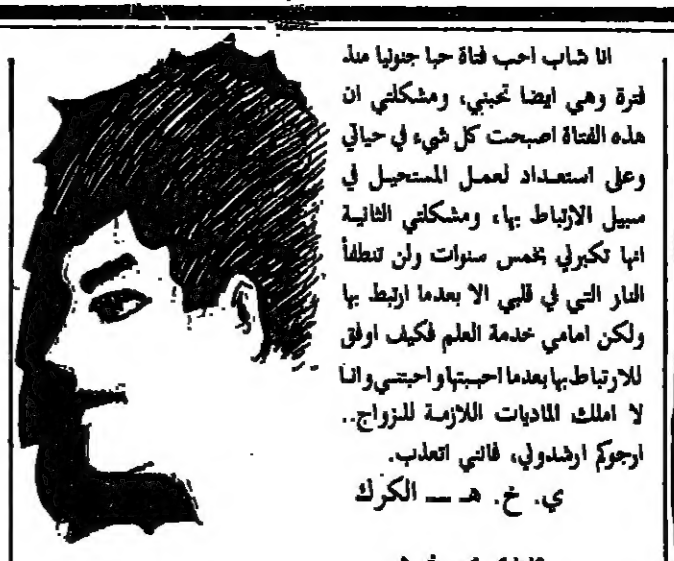 انا شاب احب فتاة حبا جنونيا منذ
فترة وهي ايضا تحبني، ومشكلتي ان
هذه الفتاة اصبحت كل شيء في حياتي
وعلى استعداد لعمل المستحيل في
سبيل الارتباط بها، ومشكلتي الثانية
انها تكبرني بخمس سنوات ولن تنطفأ
النار التي في قلبي الا بعدما ارتبط بها
ولكن امامي خدمة العلم فكيف اوفق
للارتباط بها بعدما احببتها واحبتني وانا
لا املك الماديات اللازمة للزواج..
ارجوكم ارشدوني، فانني اتعذب.
ي. خ. هـ ــ الكرك